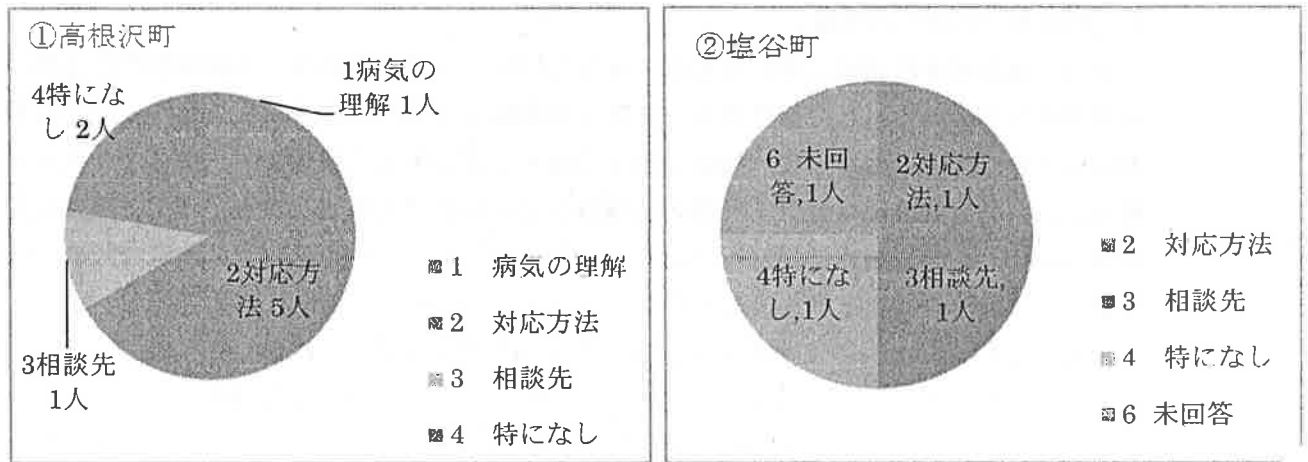 ①高根沢町
1病気の
理解 1人
4特にな
し 2人
2対応方
法 5人
3相談先
1人
1 病気の理解
2 対応方法
3 相談先
4 特になし
②塩谷町
6 未回
答,1人
2対応方
法,1人
4特にな
し,1人
3相談先,
1人
2 対応方法
3 相談先
4 特になし
6 未回答